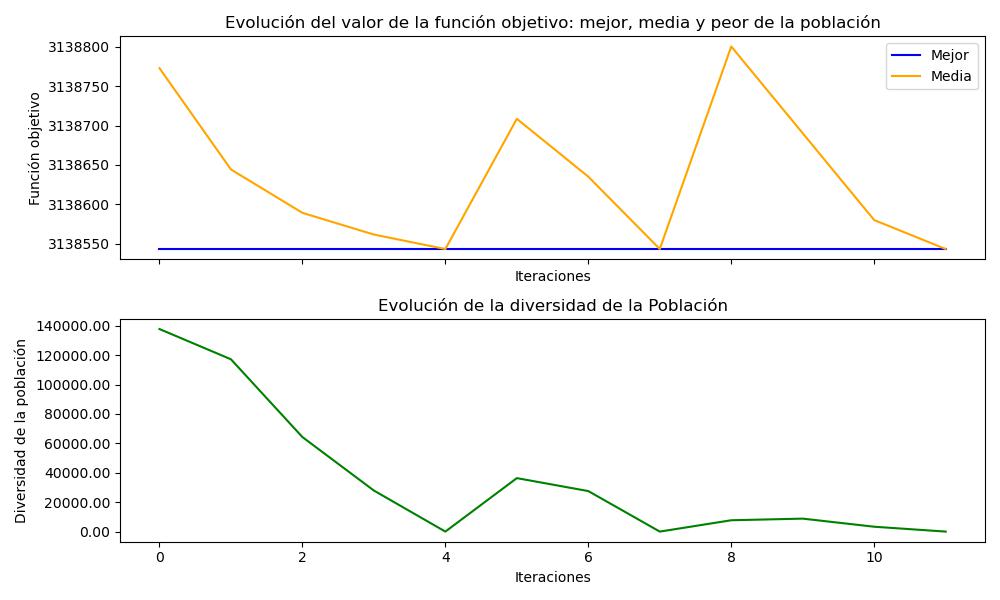 Evolución del valor de la función objetivo: mejor, media y peor de la población
3138800
3138750
3138700
3138650
3138600
3138550
Función objetivo
Mejor
Media
Iteraciones
Evolución de la diversidad de la Población
140000.00
120000.00
100000.00
80000.00
60000.00
40000.00
20000.00
0.00
Diversidad de la población
0 2 4 6 8 10
Iteraciones